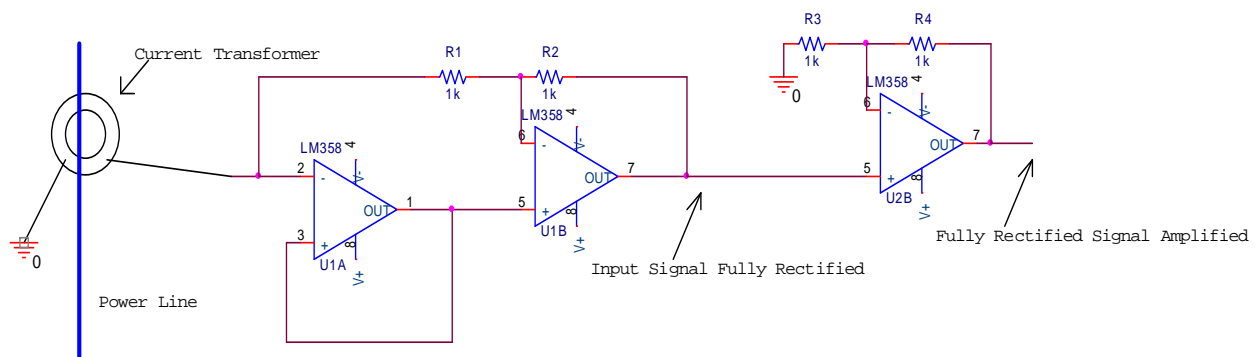 Current Transformer
R1
1k
R2
1k
R3
1k
R4
1k
0
LM358
2
-
4
V-
OUT
1
3
+
8
V+
U1A
LM358
6
-
4
V-
OUT
7
5
+
8
V+
U1B
LM358
6
-
4
V-
OUT
7
5
+
8
V+
U2B
0
Power Line
Input Signal Fully Rectified
Fully Rectified Signal Amplified